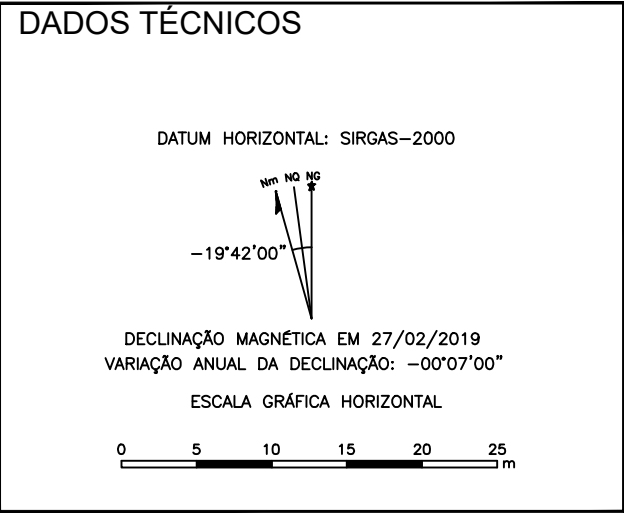 DADOS TÉCNICOS
DATUM HORIZONTAL: SIRGAS-2000
Nm NQ NG
-19°42'00"
DECLINAÇÃO MAGNÉTICA EM 27/02/2019
VARIAÇÃO ANUAL DA DECLINAÇÃO: -00°07'00"
ESCALA GRÁFICA HORIZONTAL
0 5 10 15 20 25
m